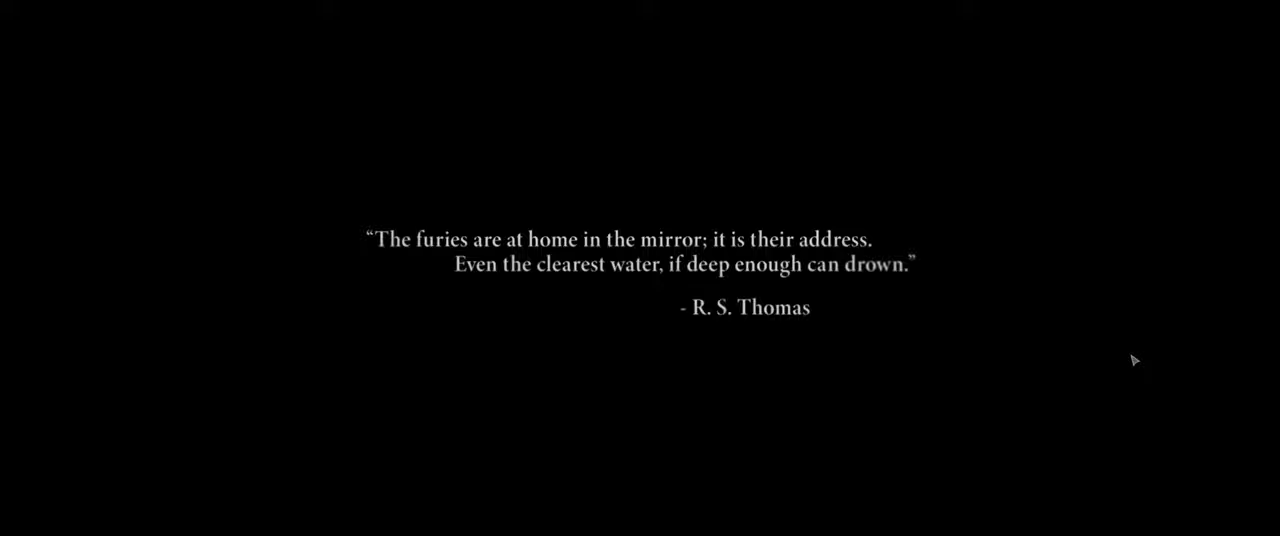 “The furies are at home in the mirror; it is their address.
Even the clearest water, if deep enough can drown.”
- R. S. Thomas